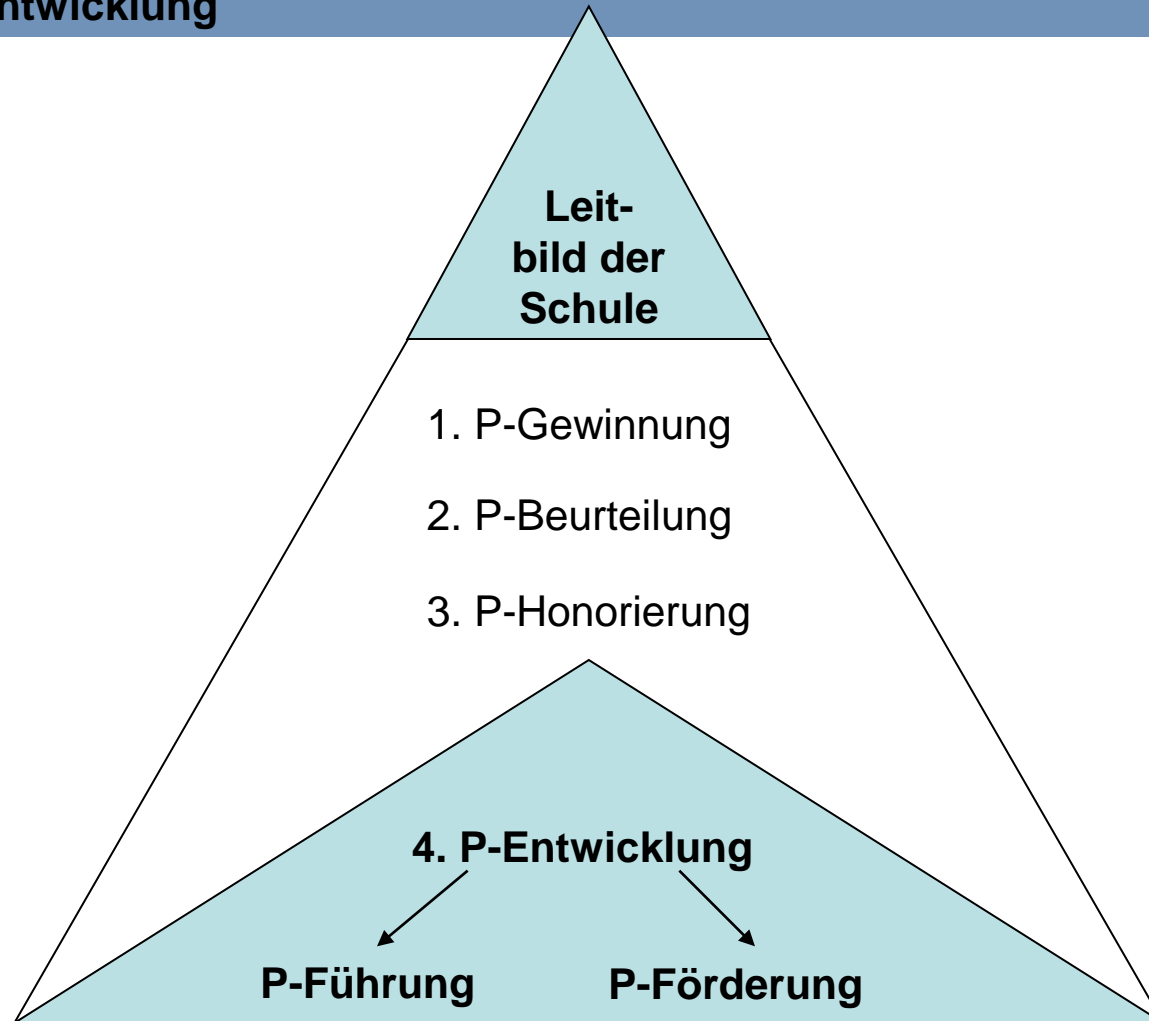 ntwicklung
Leit-
bild der
Schule
1. P-Gewinnung
2. P-Beurteilung
3. P-Honorierung
4. P-Entwicklung
P-Führung P-Förderung